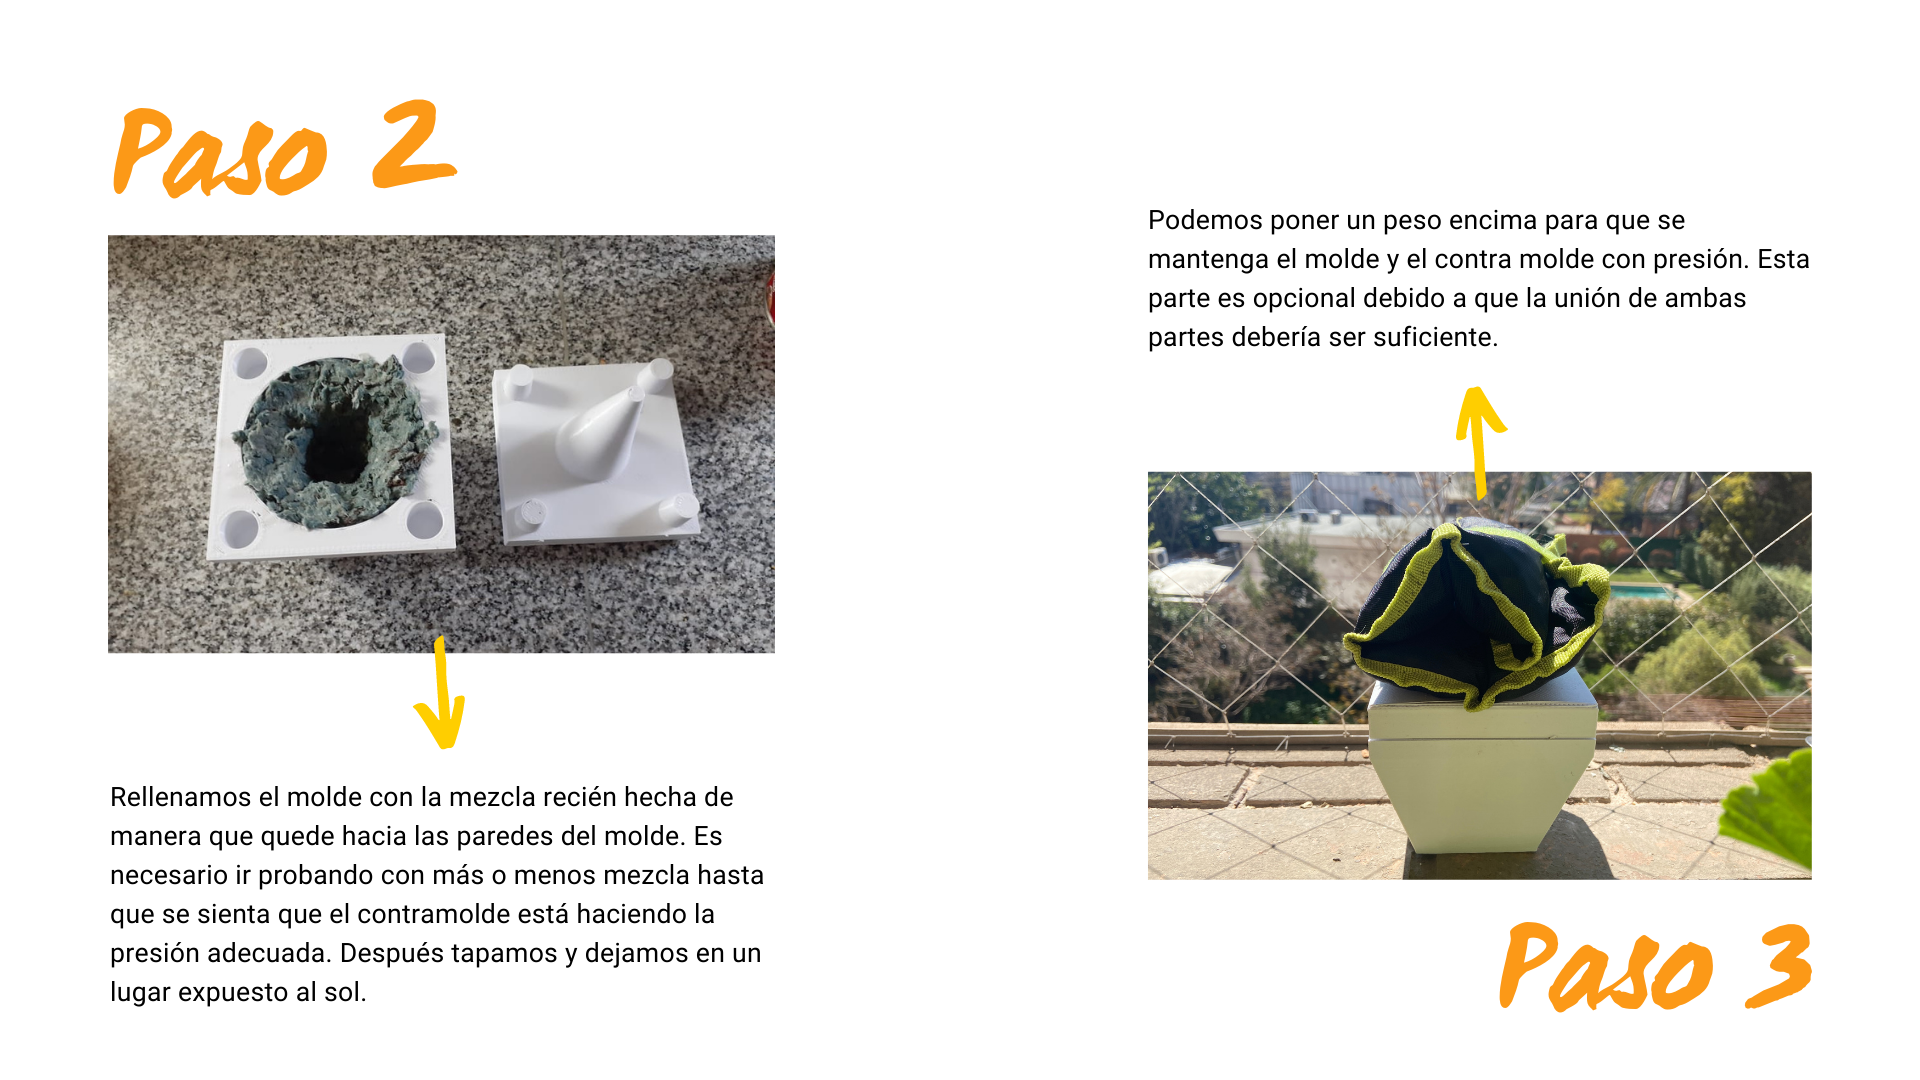 Paso 2
Rellenamos el molde con la mezcla recién hecha de
manera que quede hacia las paredes del molde. Es
necesario ir probando con más o menos mezcla hasta
que se sienta que el contramolde está haciendo la
presión adecuada. Después tapamos y dejamos en un
lugar expuesto al sol.
Podemos poner un peso encima para que se
mantenga el molde y el contra molde con presión. Esta
parte es opcional debido a que la unión de ambas
partes debería ser suficiente.
Paso 3